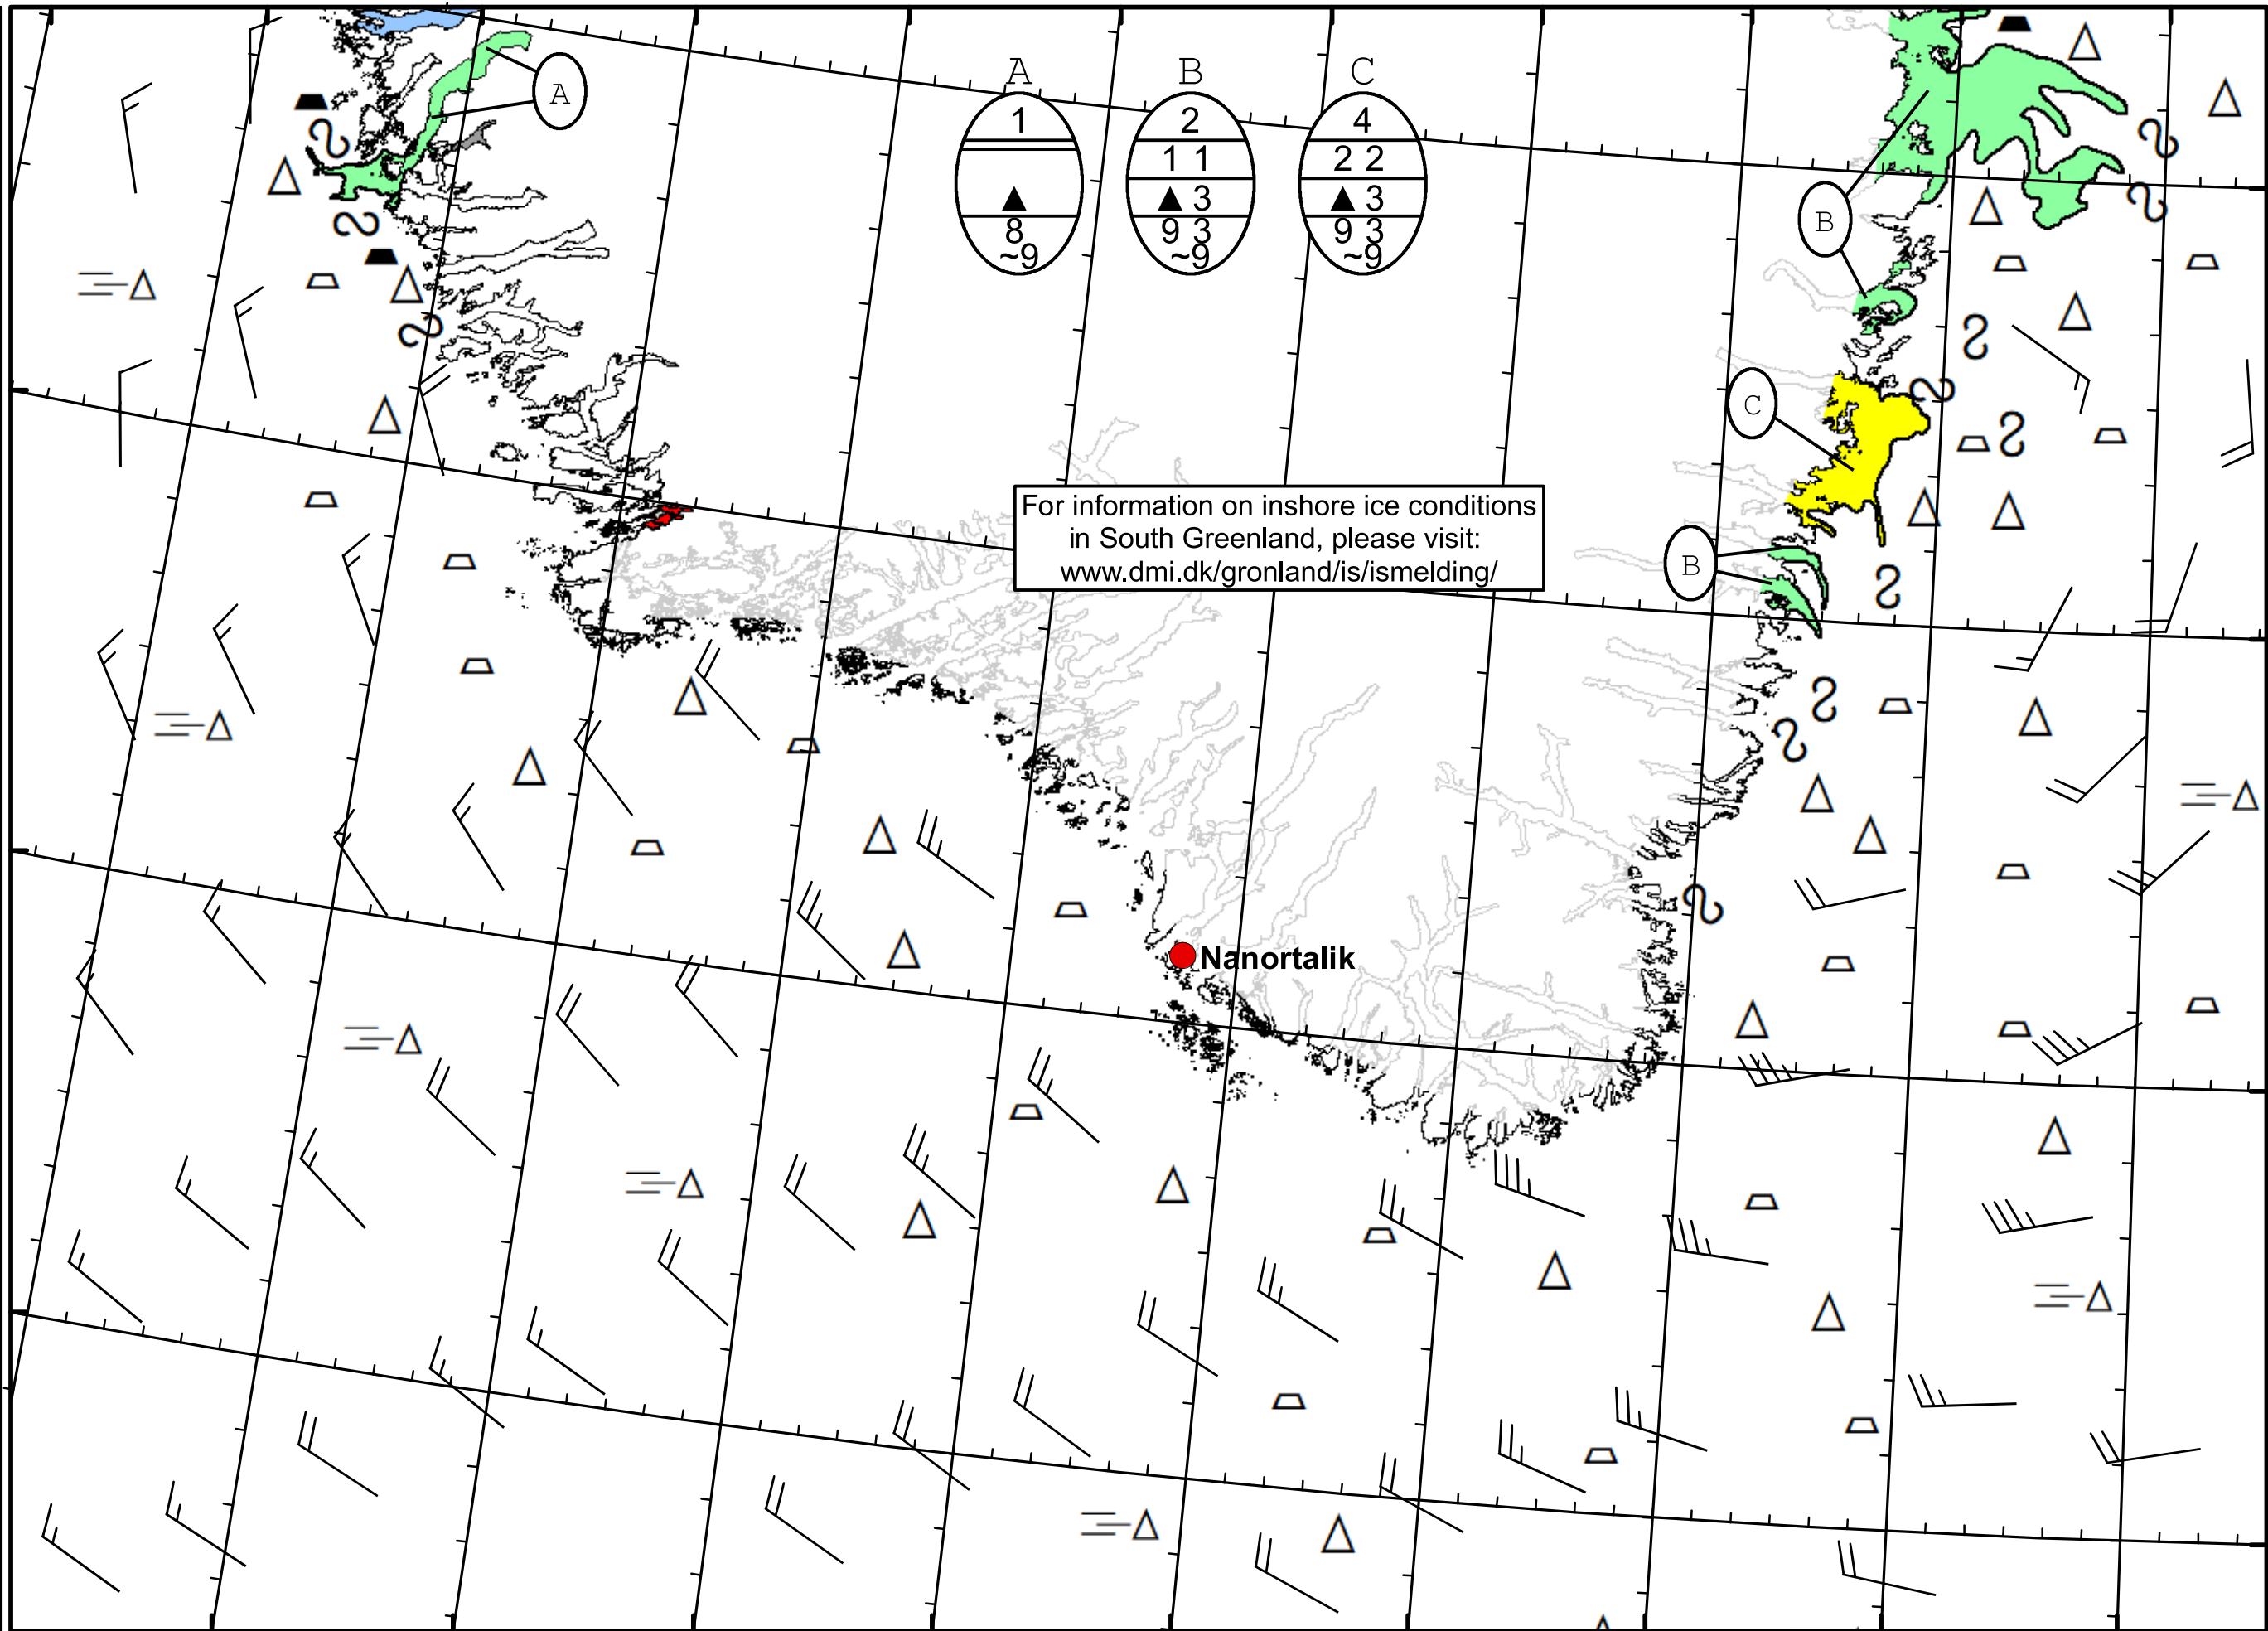 A B C
1 2 4
1 1 2 2
▲ ▲ 3 ▲ 3
8 9 3 9 3
~9 ~9 ~9
A
B
C
B
For information on inshore ice conditions
in South Greenland, please visit:
www.dmi.dk/gronland/is/ismelding/
Nanortalik